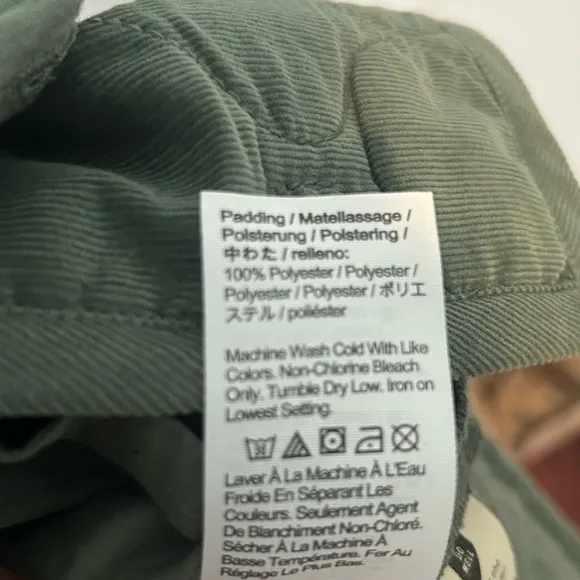 Padding / Matellassage /
Polsterung / Polstering /
中わた / relleno:
100% Polyester / Polyester /
Polyester / Polyester / ポリエ
ステル / poliéster
Machine Wash Cold With Like
Colors. Non-Chlorine Bleach
Only. Tumble Dry Low. Iron on
Lowest Setting.
30
Laver À La Machine À L'Eau
Froide En Séparant Les
Couleurs. Seulement Agent
De Blanchiment Non-Chloré.
Sécher À La Machine À
Basse Température. Fer Au
Réglage Le Plus Bas.